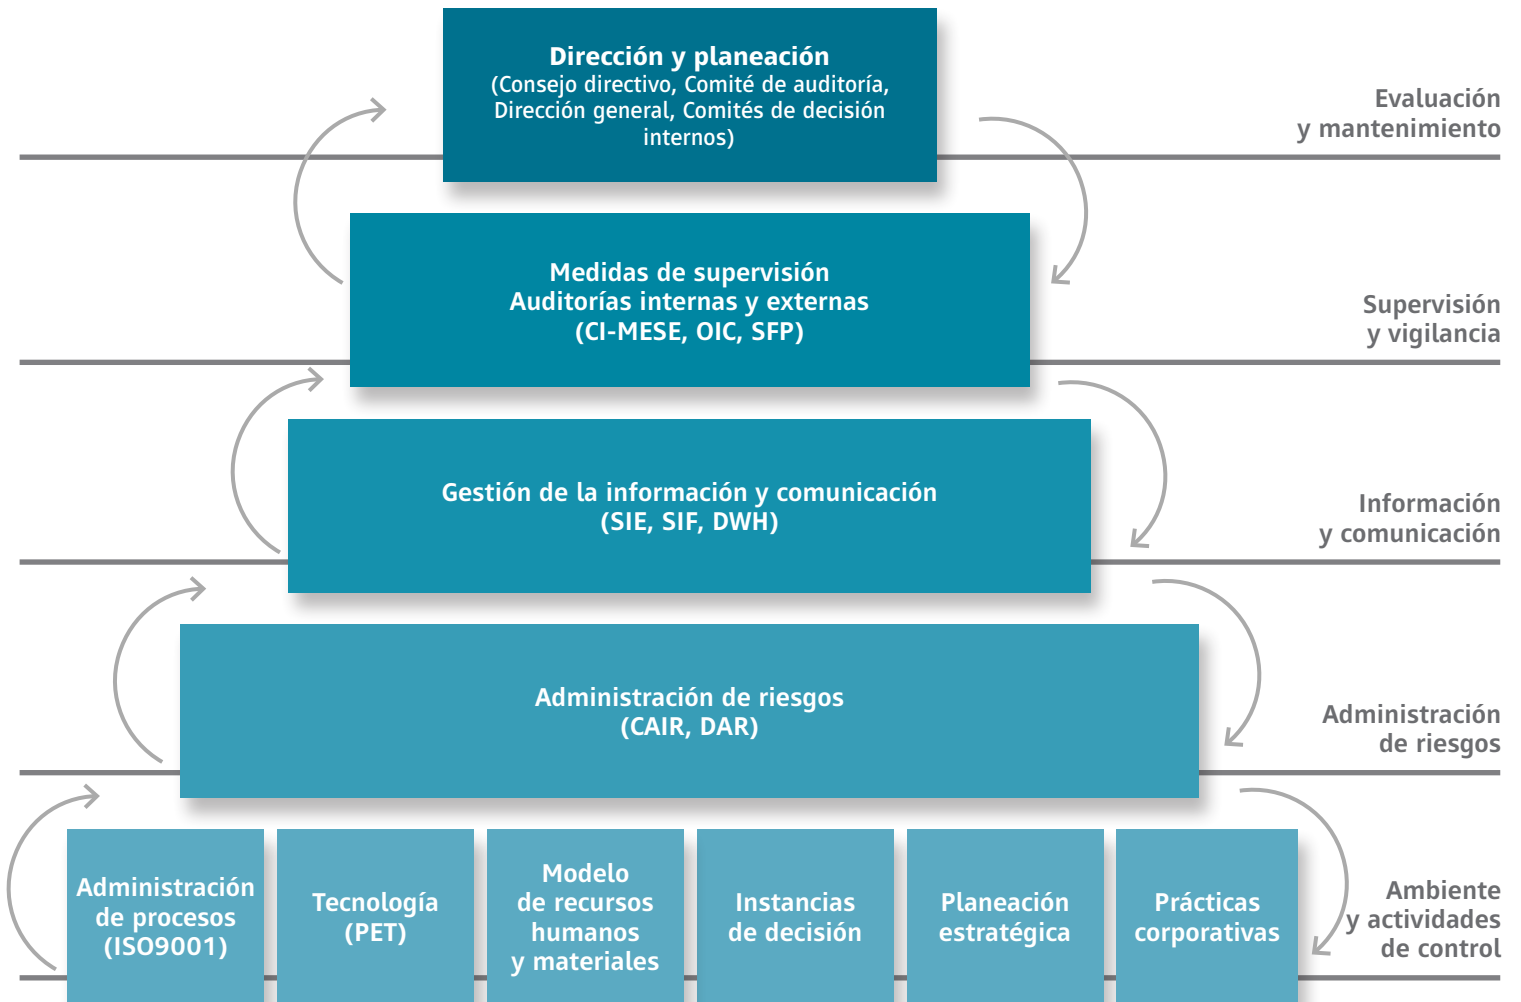 Dirección y planeación
(Consejo directivo, Comité de auditoría,
Dirección general, Comités de decisión
internos)
Evaluación
y mantenimiento
Medidas de supervisión
Auditorías internas y externas
(CI-MESE, OIC, SFP)
Supervisión
y vigilancia
Gestión de la información y comunicación
(SIE, SIF, DWH)
Información
y comunicación
Administración de riesgos
(CAIR, DAR)
Administración
de riesgos
Administración
de procesos
(ISO9001)
Tecnología
(PET)
Modelo
de recursos
humanos
y materiales
Instancias
de decisión
Planeación
estratégica
Prácticas
corporativas
Ambiente
y actividades
de control